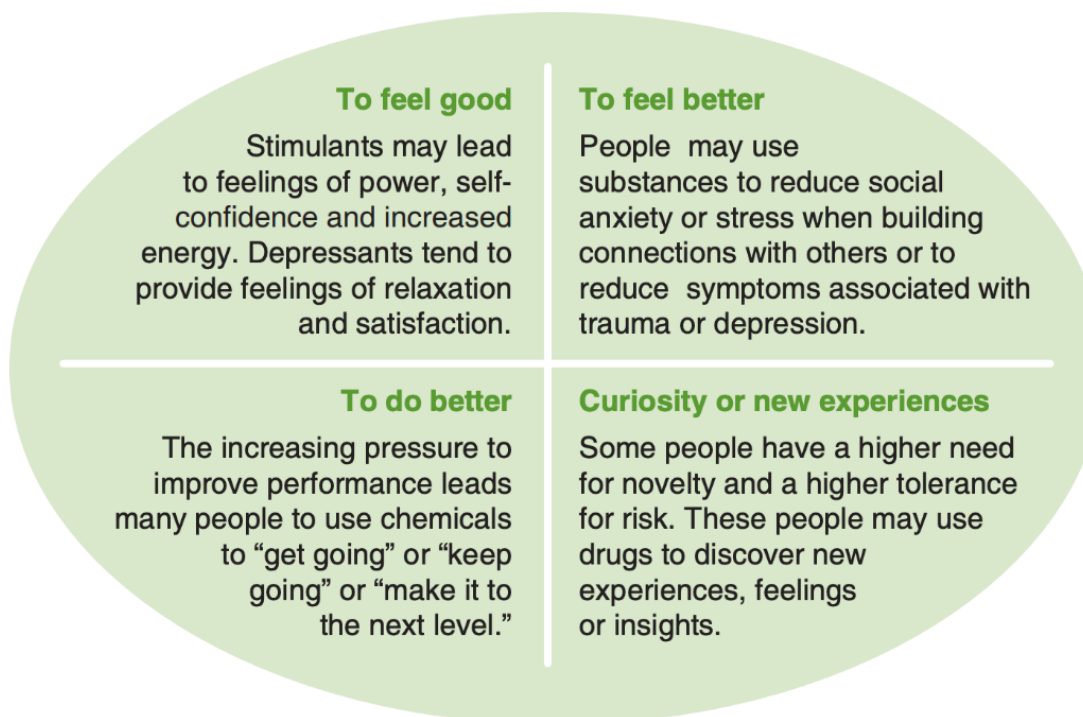 To feel good
Stimulants may lead
to feelings of power, self-
confidence and increased
energy. Depressants tend to
provide feelings of relaxation
and satisfaction.
To feel better
People may use
substances to reduce social
anxiety or stress when building
connections with others or to
reduce symptoms associated with
trauma or depression.
To do better
The increasing pressure to
improve performance leads
many people to use chemicals
to “get going” or “keep
going” or “make it to
the next level.”
Curiosity or new experiences
Some people have a higher need
for novelty and a higher tolerance
for risk. These people may use
drugs to discover new
experiences, feelings
or insights.